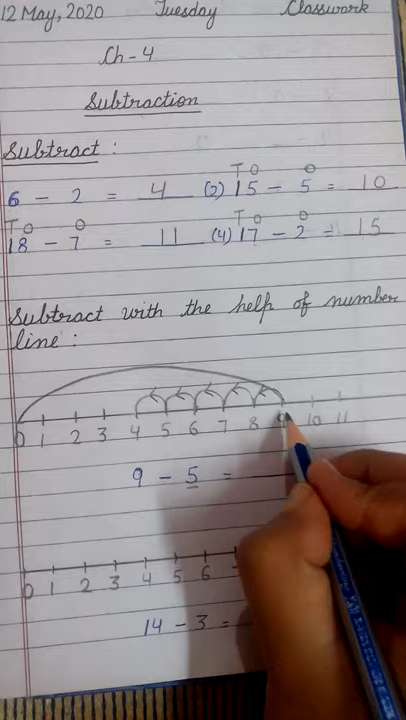 12 May, 2020 Tuesday Classwork
Ch-4
Subtraction
Subtract :
6 - 2 = 4 (2) 15 - 5 = 10
T O O
T O O T O O
18 - 7 = 11 (4) 17 - 2 = 15
Subtract with the help of number
line :
0 1 2 3 4 5 6 7 8 9 10 11
9 - 5 =
0 1 2 3 4 5 6
14 - 3 =